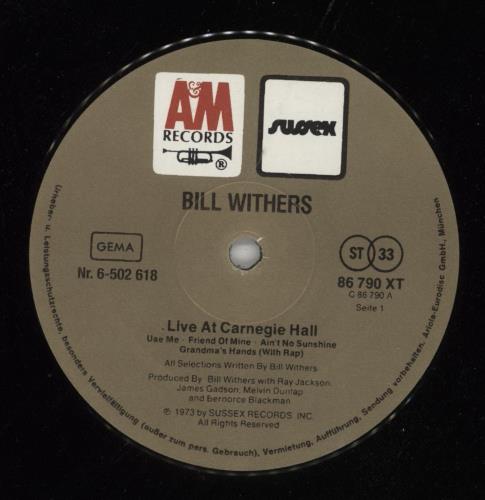 A&M
RECORDS
®
sussex
BILL WITHERS
GEMA
Nr. 6-502 618
ST 33
86 790 XT
C 86 790 A
Seite 1
Live At Carnegie Hall
Use Me · Friend Of Mine · Ain't No Sunshine
Grandma's Hands (With Rap)
All Selections Written By Bill Withers
Produced By Bill Withers with Ray Jackson,
James Gadson, Melvin Dunlap
and Bernorce Blackman
℗ 1973 by SUSSEX RECORDS INC.
All Rights Reserved
Urheber- u. Leistungsschutzrechte, besonders Vervielfältigung (außer zum pers. Gebrauch), Vermietung, Aufführung, Sendung vorbehalten. Ariola-Eurodisc GmbH., München